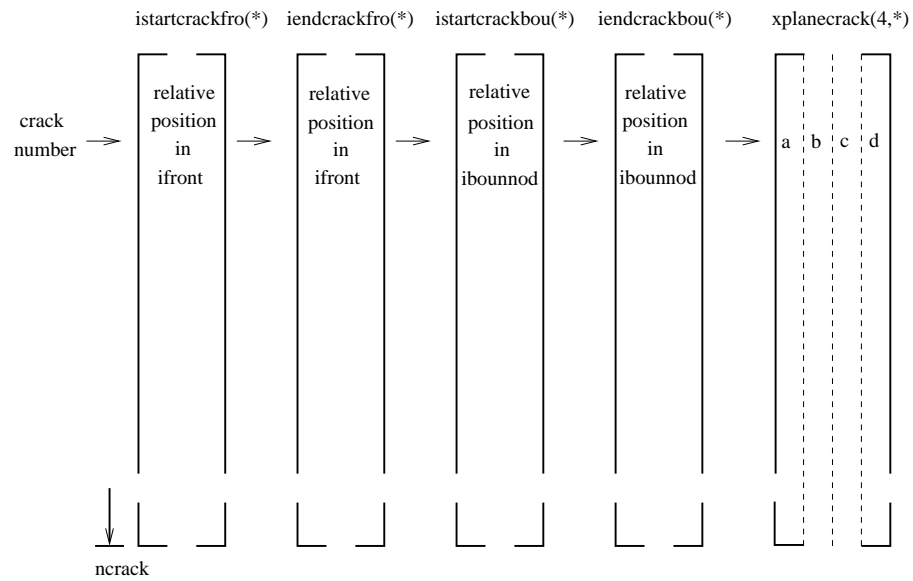 istartcrackfro(*) iendcrackfro(*) istartcrackbou(*) iendcrackbou(*) xplanecrack(4,*)
crack
number
relative
position
in
ifront
relative
position
in
ifront
relative
position
in
ibounnod
relative
position
in
ibounnod
a b c d
ncrack